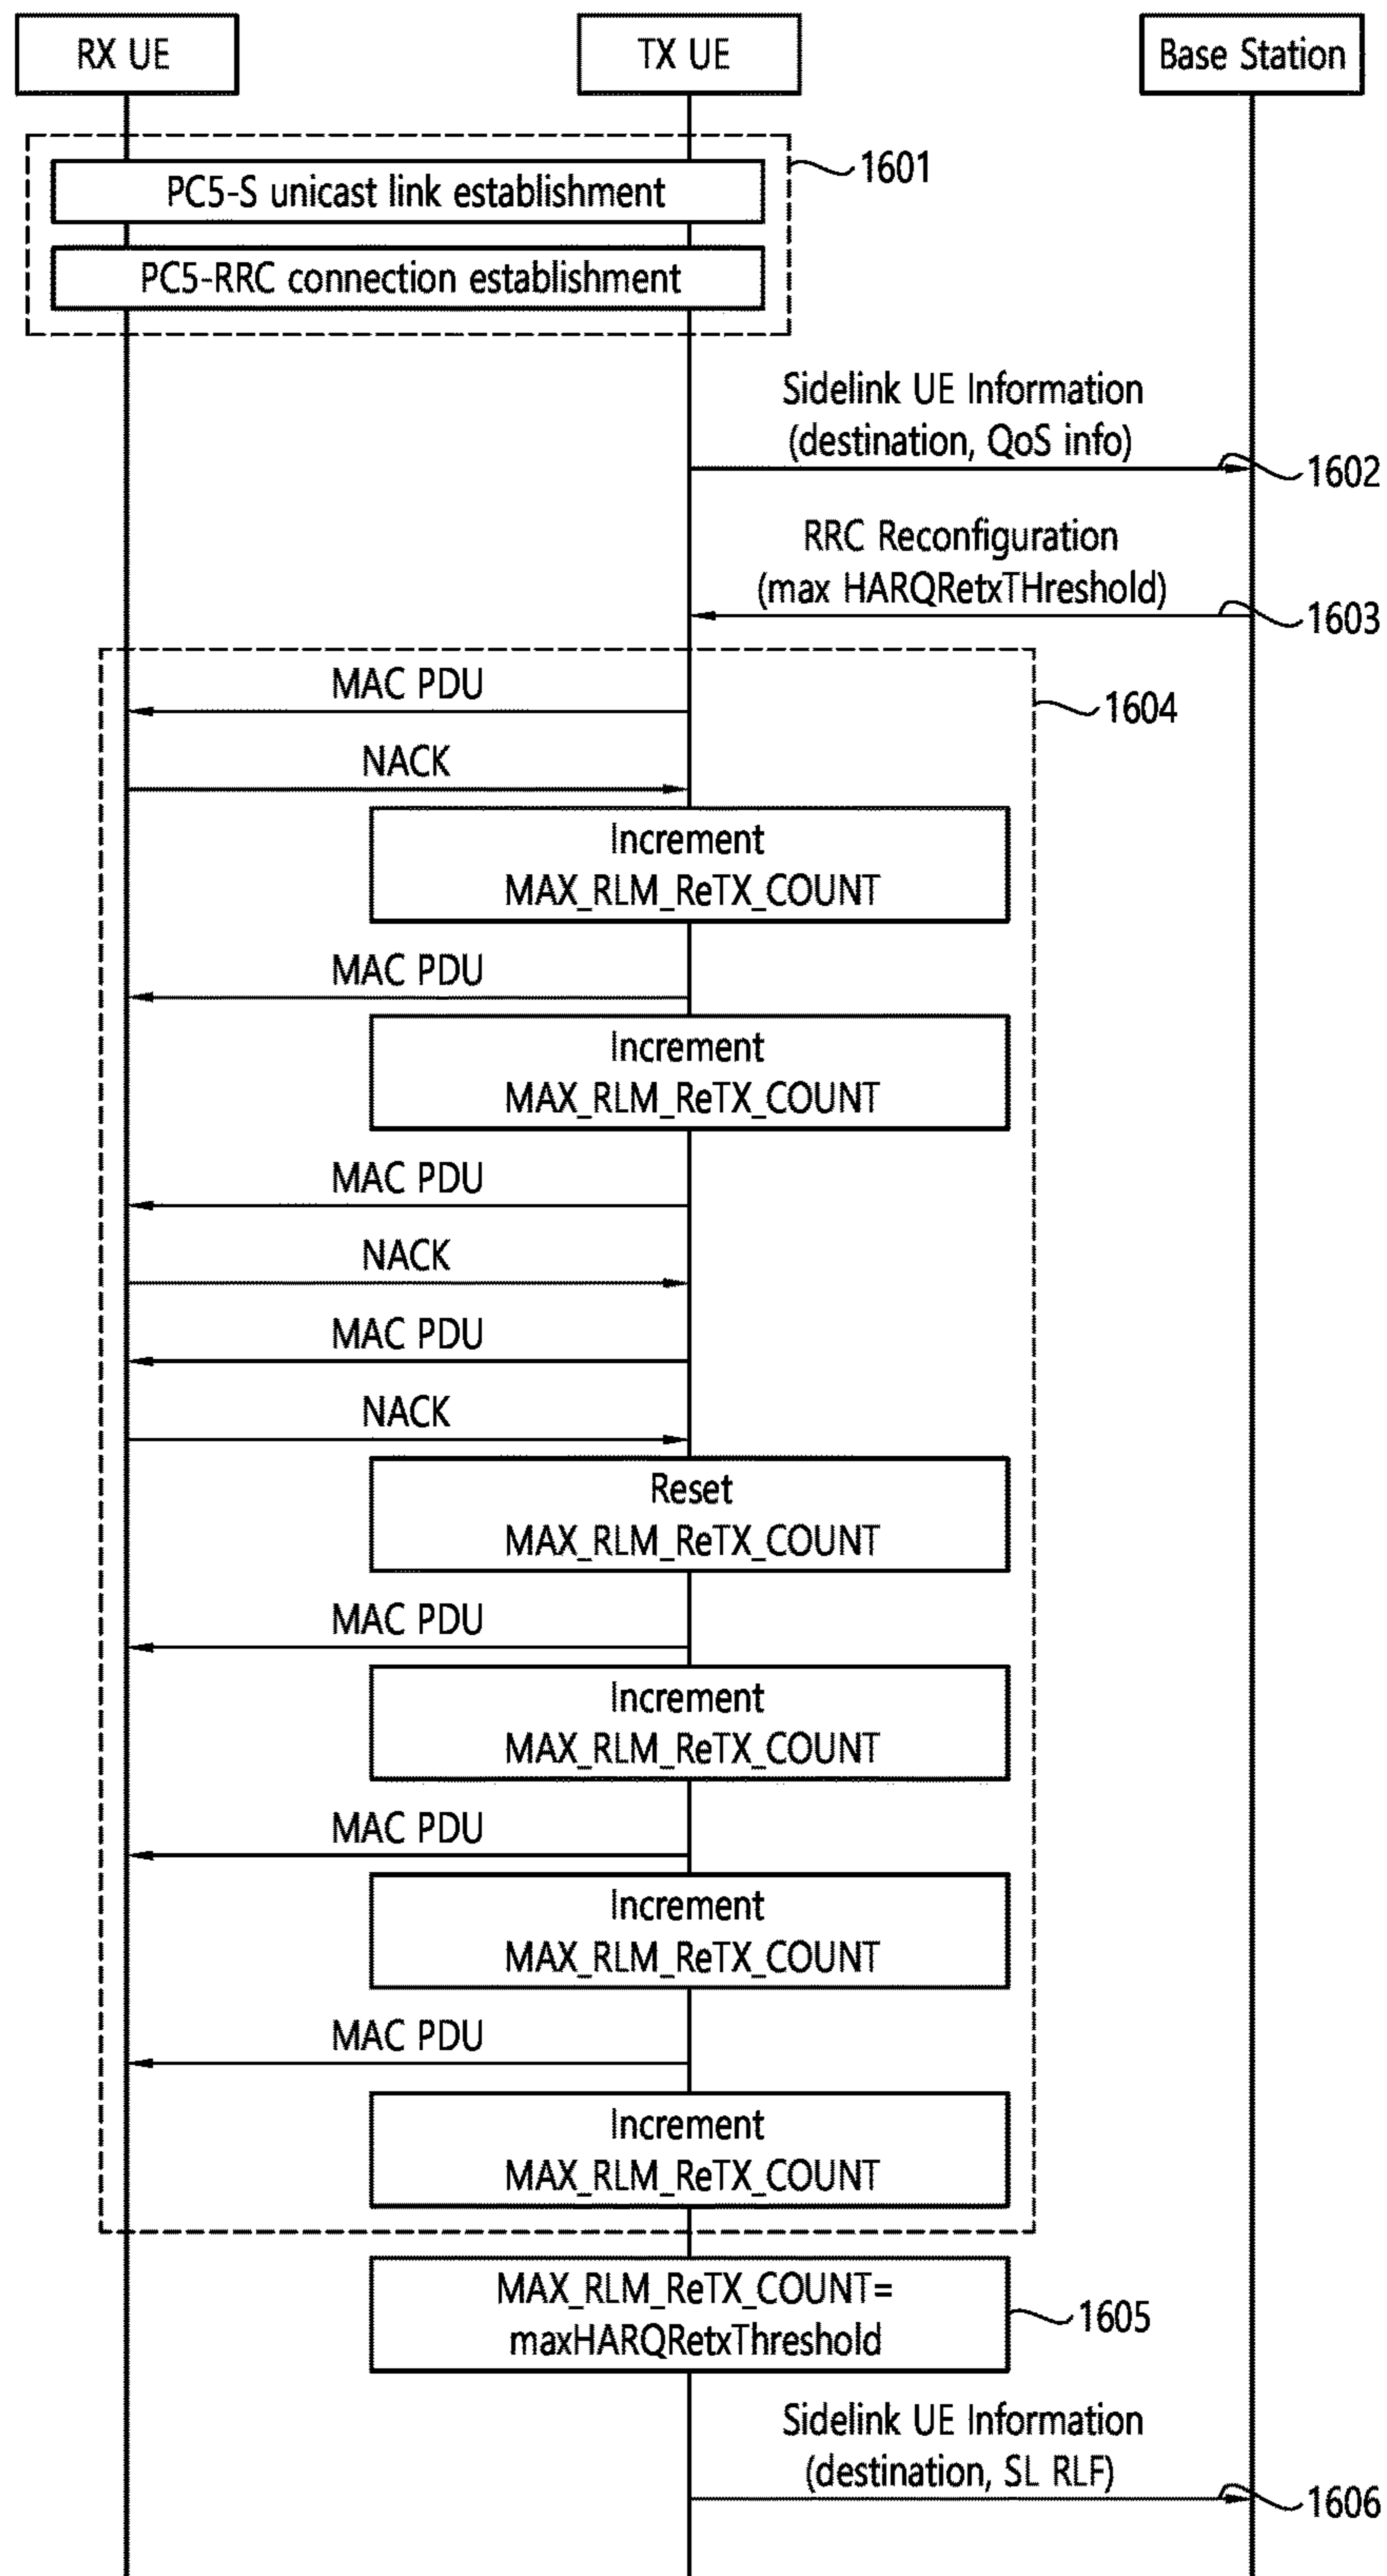 RX UE
TX UE
Base Station
PC5-S unicast link establishment
1601
PC5-RRC connection establishment
Sidelink UE Information
(destination, QoS info)
1602
RRC Reconfiguration
(max HARQRetxTHreshold)
1603
MAC PDU
1604
NACK
Increment
MAX_RLM_ReTX_COUNT
MAC PDU
Increment
MAX_RLM_ReTX_COUNT
MAC PDU
NACK
MAC PDU
NACK
Reset
MAX_RLM_ReTX_COUNT
MAC PDU
Increment
MAX_RLM_ReTX_COUNT
MAC PDU
Increment
MAX_RLM_ReTX_COUNT
MAC PDU
Increment
MAX_RLM_ReTX_COUNT
MAX_RLM_ReTX_COUNT=
maxHARQRetxThreshold
1605
Sidelink UE Information
(destination, SL RLF)
1606